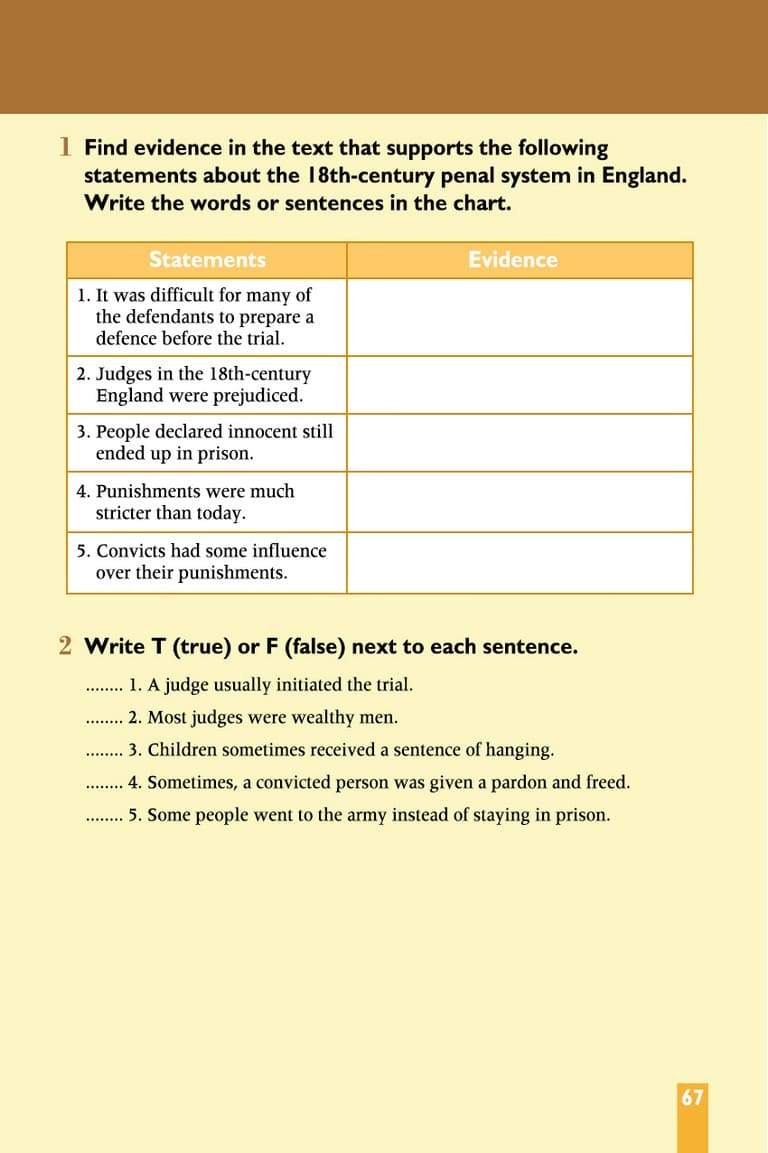 1 Find evidence in the text that supports the following
statements about the 18th-century penal system in England.
Write the words or sentences in the chart.
Statements
Evidence
1. It was difficult for many of
the defendants to prepare a
defence before the trial.
2. Judges in the 18th-century
England were prejudiced.
3. People declared innocent still
ended up in prison.
4. Punishments were much
stricter than today.
5. Convicts had some influence
over their punishments.
2 Write T (true) or F (false) next to each sentence.
........ 1. A judge usually initiated the trial.
........ 2. Most judges were wealthy men.
........ 3. Children sometimes received a sentence of hanging.
........ 4. Sometimes, a convicted person was given a pardon and freed.
........ 5. Some people went to the army instead of staying in prison.
67